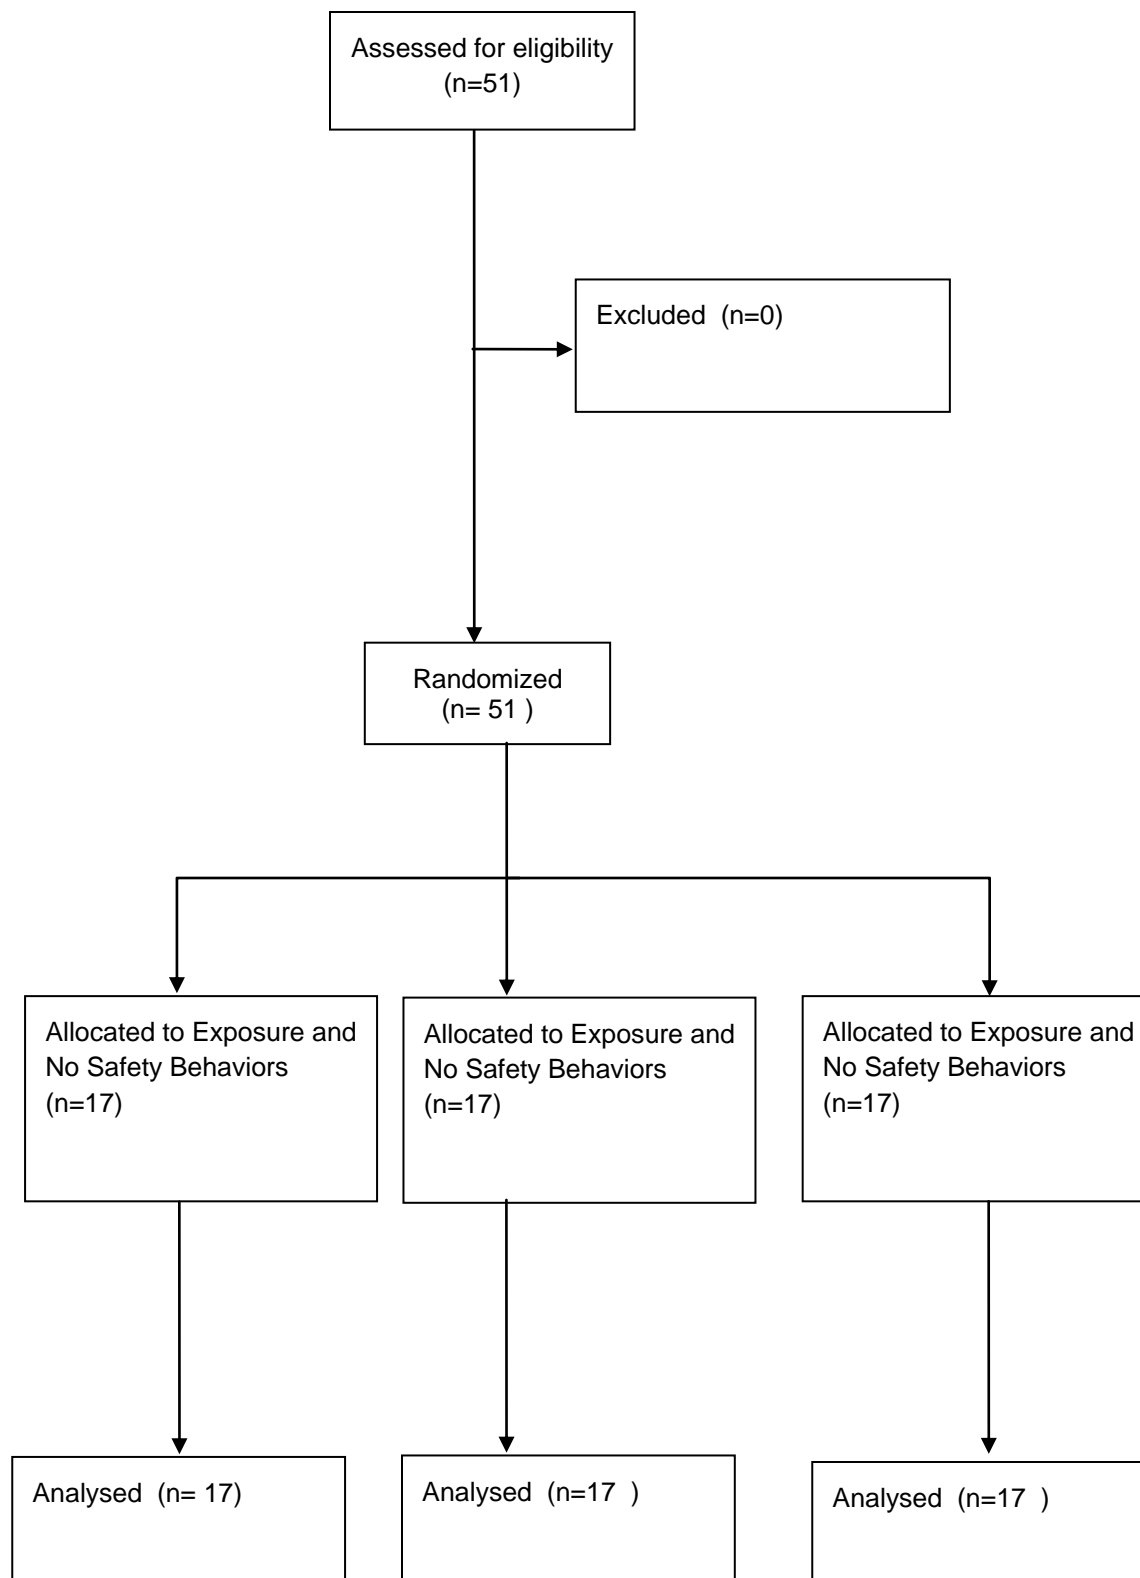 Assessed for eligibility
(n=51)
Excluded  (n=0)
Randomized
(n= 51 )
Allocated to Exposure and
No Safety Behaviors
(n=17)
Allocated to Exposure and
No Safety Behaviors
(n=17)
Allocated to Exposure and
No Safety Behaviors
(n=17)
Analysed  (n= 17)
Analysed  (n=17  )
Analysed  (n=17  )